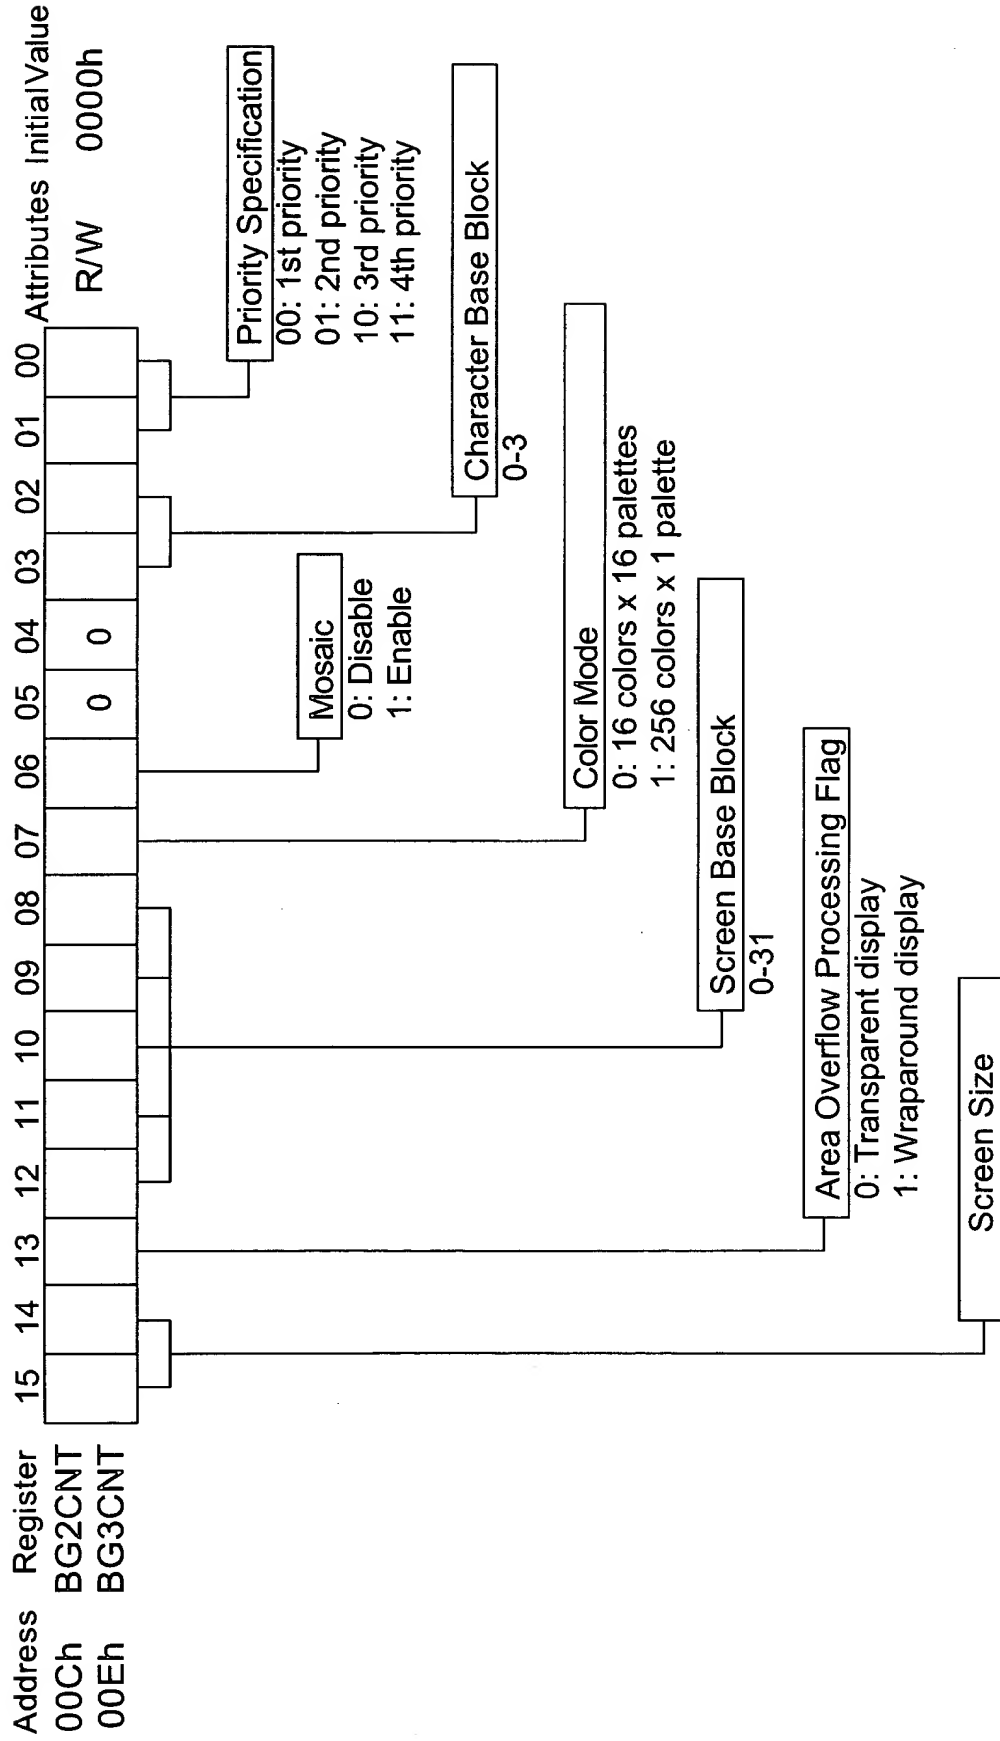 Address Register 15 14 13 12 11 10 09 08 07 06 05 04 03 02 01 00 Attributes Initial Value
00Ch BG2CNT 0 0 R/W 0000h
00Eh BG3CNT
Priority Specification
00: 1st priority
01: 2nd priority
10: 3rd priority
11: 4th priority
Mosaic
0: Disable
1: Enable
Character Base Block
0-3
Color Mode
0: 16 colors x 16 palettes
1: 256 colors x 1 palette
Screen Base Block
0-31
Area Overflow Processing Flag
0: Transparent display
1: Wraparound display
Screen Size